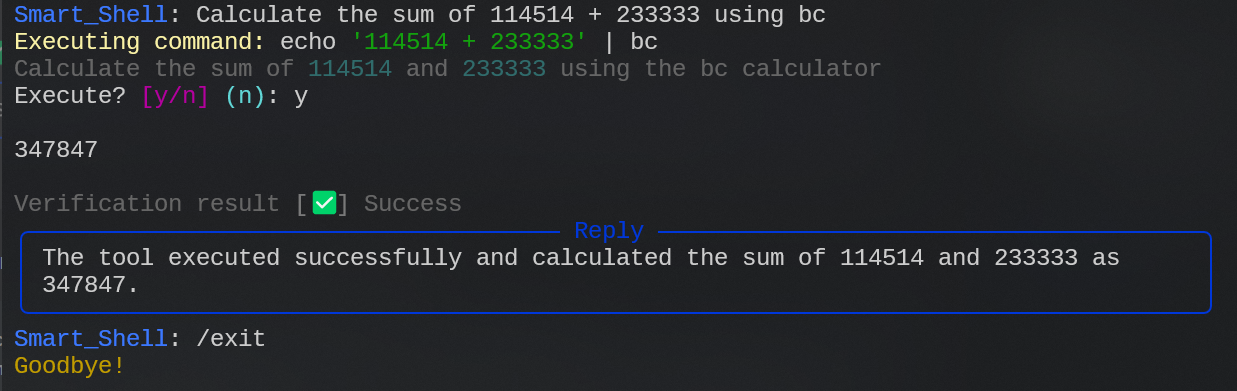 Smart_Shell: Calculate the sum of 114514 + 233333 using bc
Executing command: echo '114514 + 233333' | bc
Calculate the sum of 114514 and 233333 using the bc calculator
Execute? [y/n] (n): y
347847
Verification result [✅] Success
Reply
The tool executed successfully and calculated the sum of 114514 and 233333 as
347847.
Smart_Shell: /exit
Goodbye!